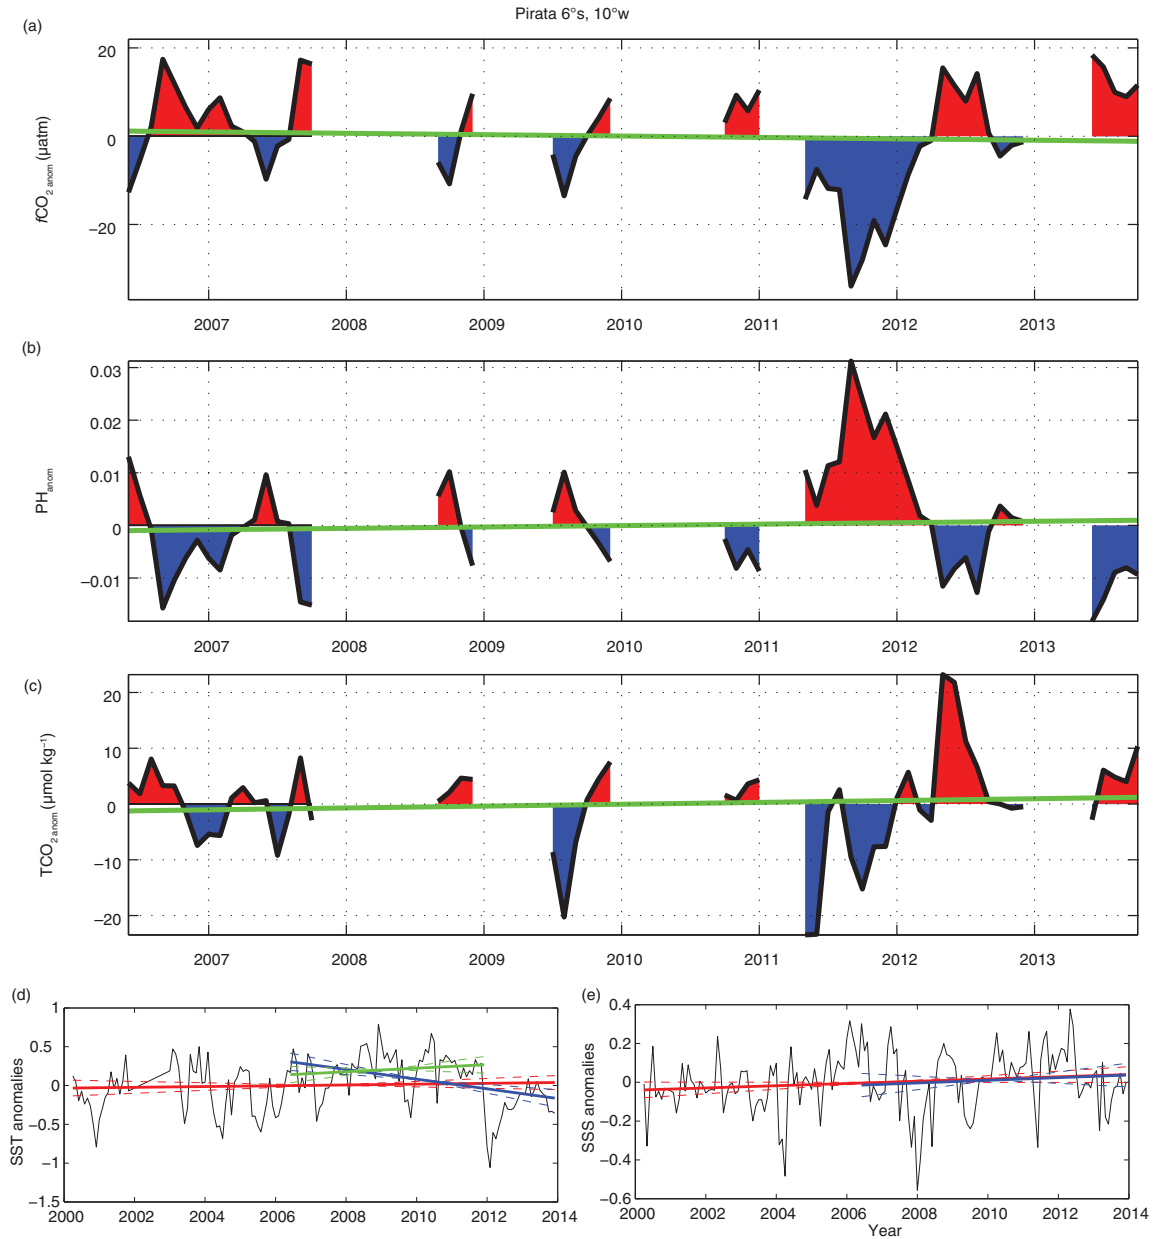 Pirata 6°s, 10°w
(a)
fCO2 anom (µatm)
20
0
−20
2007 2008 2009 2010 2011 2012 2013
(b)
PHanom
0.03
0.02
0.01
0
−0.01
2007 2008 2009 2010 2011 2012 2013
(c)
TCO2 anom (µmol kg−1)
20
10
0
−10
−20
2007 2008 2009 2010 2011 2012 2013
(d)
SST anomalies
1
0.5
0
−0.5
−1
−1.5
2000 2002 2004 2006 2008 2010 2012 2014
(e)
SSS anomalies
0.4
0.2
0
−0.2
−0.4
−0.6
2000 2002 2004 2006 2008 2010 2012 2014
Year